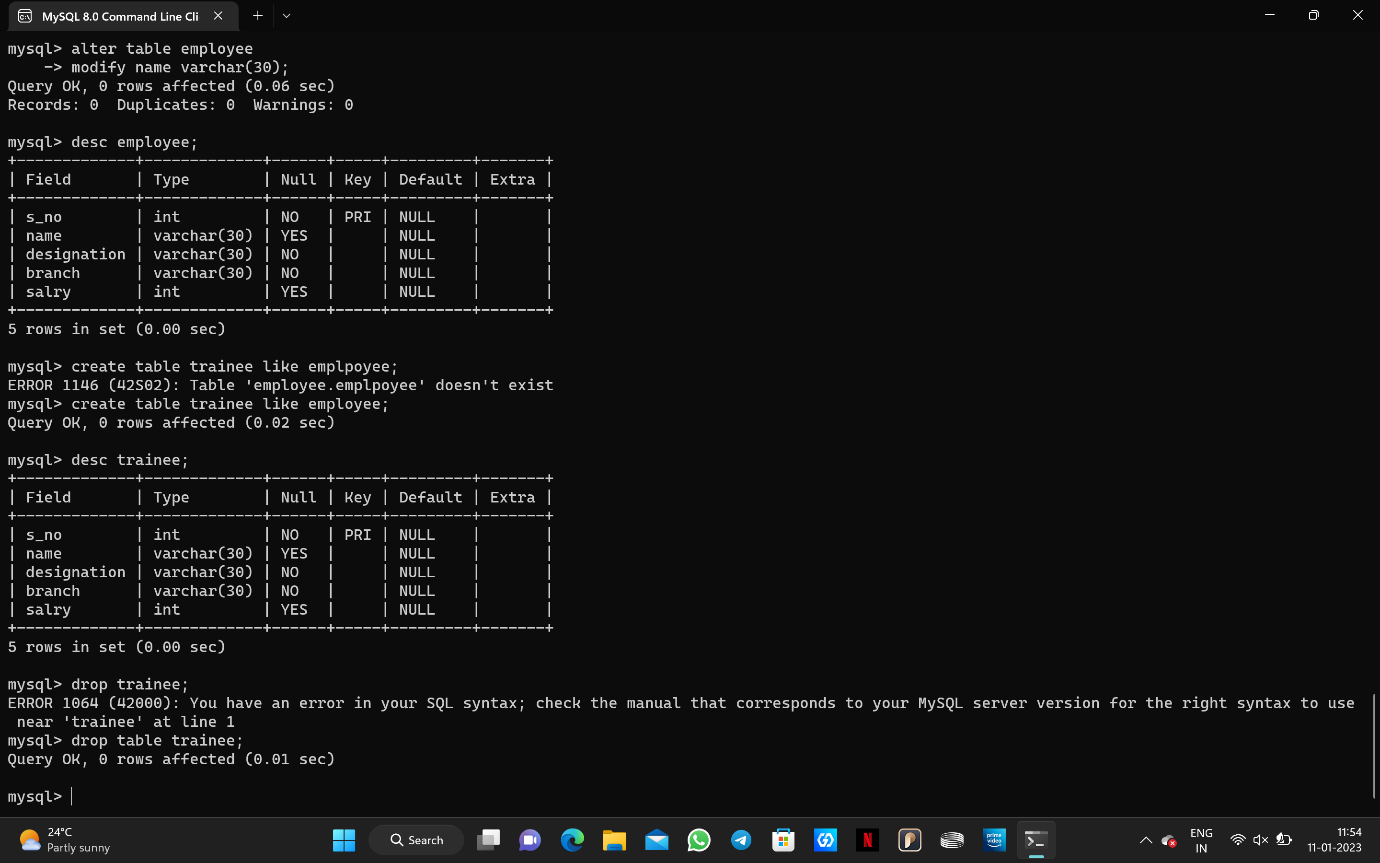 MySQL 8.0 Command Line Cli
mysql> alter table employee
    -> modify name varchar(30);
Query OK, 0 rows affected (0.06 sec)
Records: 0  Duplicates: 0  Warnings: 0
mysql> desc employee;
+-------------+-------------+------+-----+---------+-------+
| Field       | Type        | Null | Key | Default | Extra |
+-------------+-------------+------+-----+---------+-------+
| s_no        | int         | NO   | PRI | NULL    |       |
| name        | varchar(30) | YES  |     | NULL    |       |
| designation | varchar(30) | NO   |     | NULL    |       |
| branch      | varchar(30) | NO   |     | NULL    |       |
| salry       | int         | YES  |     | NULL    |       |
+-------------+-------------+------+-----+---------+-------+
5 rows in set (0.00 sec)
mysql> create table trainee like emplpoyee;
ERROR 1146 (42S02): Table 'employee.emplpoyee' doesn't exist
mysql> create table trainee like employee;
Query OK, 0 rows affected (0.02 sec)
mysql> desc trainee;
+-------------+-------------+------+-----+---------+-------+
| Field       | Type        | Null | Key | Default | Extra |
+-------------+-------------+------+-----+---------+-------+
| s_no        | int         | NO   | PRI | NULL    |       |
| name        | varchar(30) | YES  |     | NULL    |       |
| designation | varchar(30) | NO   |     | NULL    |       |
| branch      | varchar(30) | NO   |     | NULL    |       |
| salry       | int         | YES  |     | NULL    |       |
+-------------+-------------+------+-----+---------+-------+
5 rows in set (0.00 sec)
mysql> drop trainee;
ERROR 1064 (42000): You have an error in your SQL syntax; check the manual that corresponds to your MySQL server version for the right syntax to use
 near 'trainee' at line 1
mysql> drop table trainee;
Query OK, 0 rows affected (0.01 sec)
mysql>
24°C
Partly sunny
Search
N
prime video
ENG
IN
11:54
11-01-2023